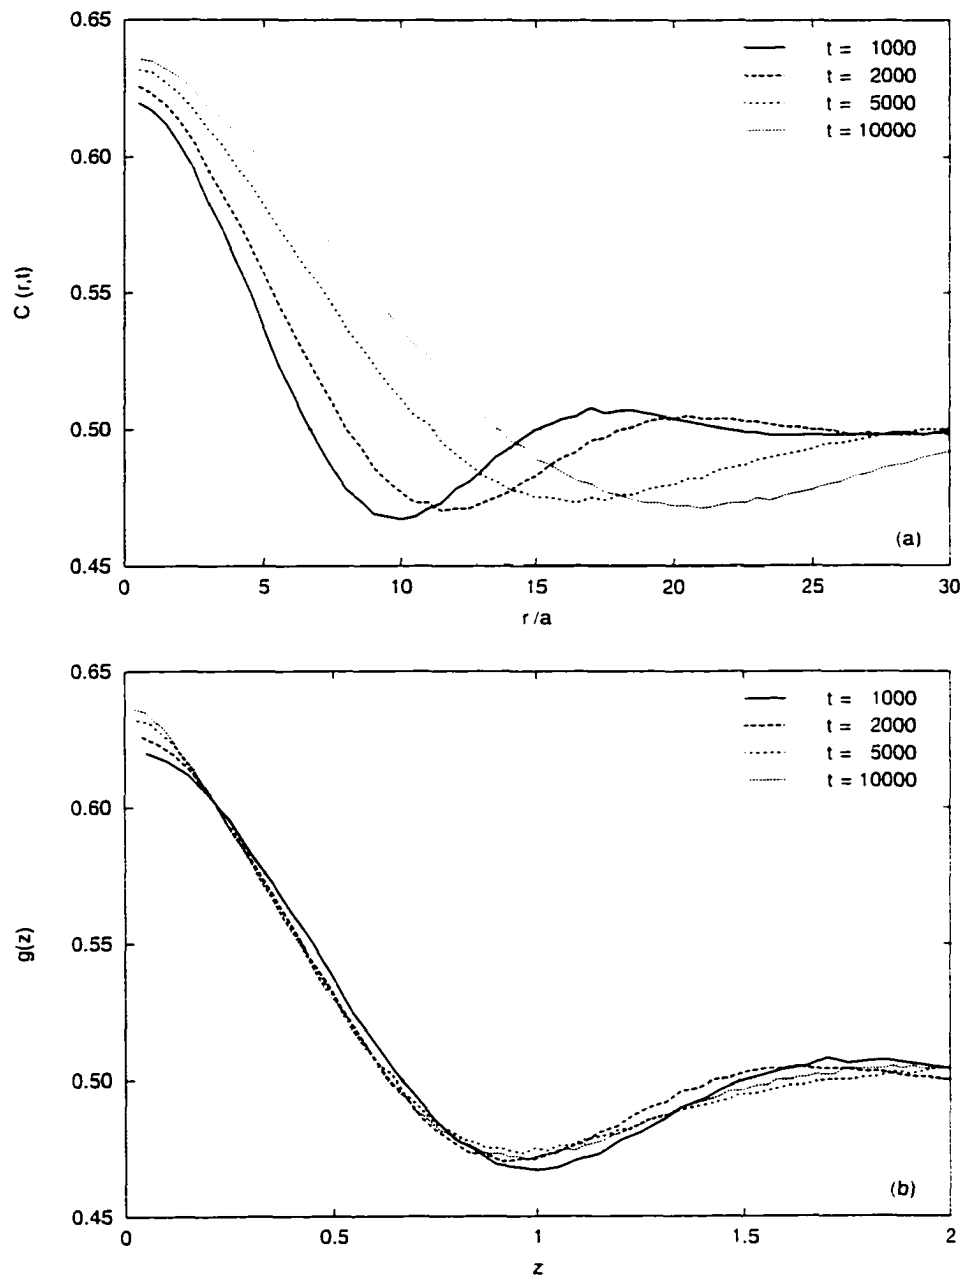 0.65
t = 1000
t = 2000
t = 5000
t = 10000
0.60
0.55
C (r,t)
0.50
(a)
0.45
0 5 10 15 20 25 30
r/a
0.65
t = 1000
t = 2000
t = 5000
t = 10000
0.60
0.55
g(z)
0.50
(b)
0.45
0 0.5 1 1.5 2
z